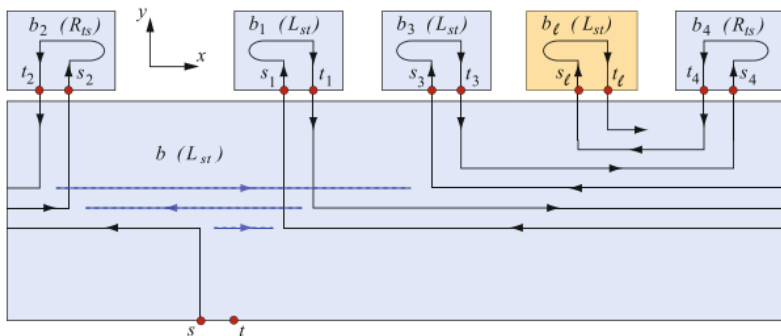 b₂ (Rₜₛ) y b₁ (Lₛₜ) b₃ (Lₛₜ) bℓ (Lₛₜ) b₄ (Rₜₛ)
t₂ s₂ x s₁ t₁ s₃ t₃ sℓ tℓ t₄ s₄
b (Lₛₜ)
s t